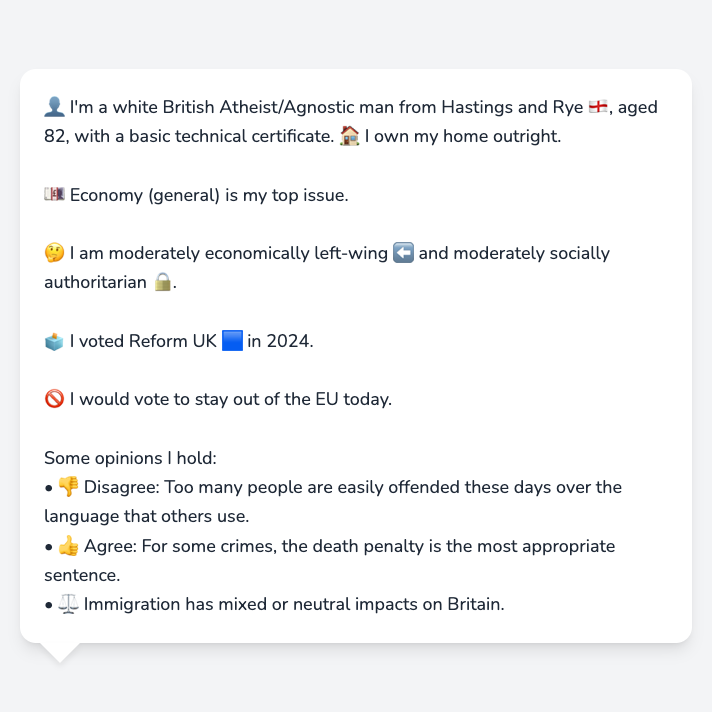 👤 I'm a white British Atheist/Agnostic man from Hastings and Rye 🏴󠁧󠁢󠁥󠁮󠁧󠁿, aged
82, with a basic technical certificate. 🏠 I own my home outright.
💷 Economy (general) is my top issue.
🤔 I am moderately economically left-wing ⬅️ and moderately socially
authoritarian 🔒.
🗳️ I voted Reform UK 🟦 in 2024.
🚫 I would vote to stay out of the EU today.
Some opinions I hold:
• 👎 Disagree: Too many people are easily offended these days over the
language that others use.
• 👍 Agree: For some crimes, the death penalty is the most appropriate
sentence.
• ⚖️ Immigration has mixed or neutral impacts on Britain.